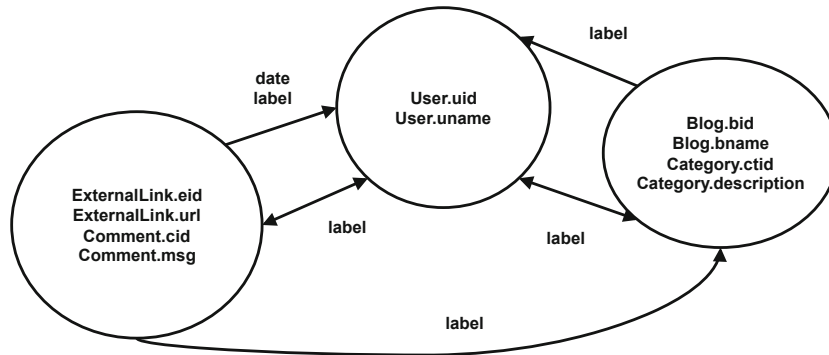 label
date
label
User.uid
User.uname
Blog.bid
Blog.bname
Category.ctid
Category.description
ExternalLink.eid
ExternalLink.url
Comment.cid
Comment.msg
label
label
label